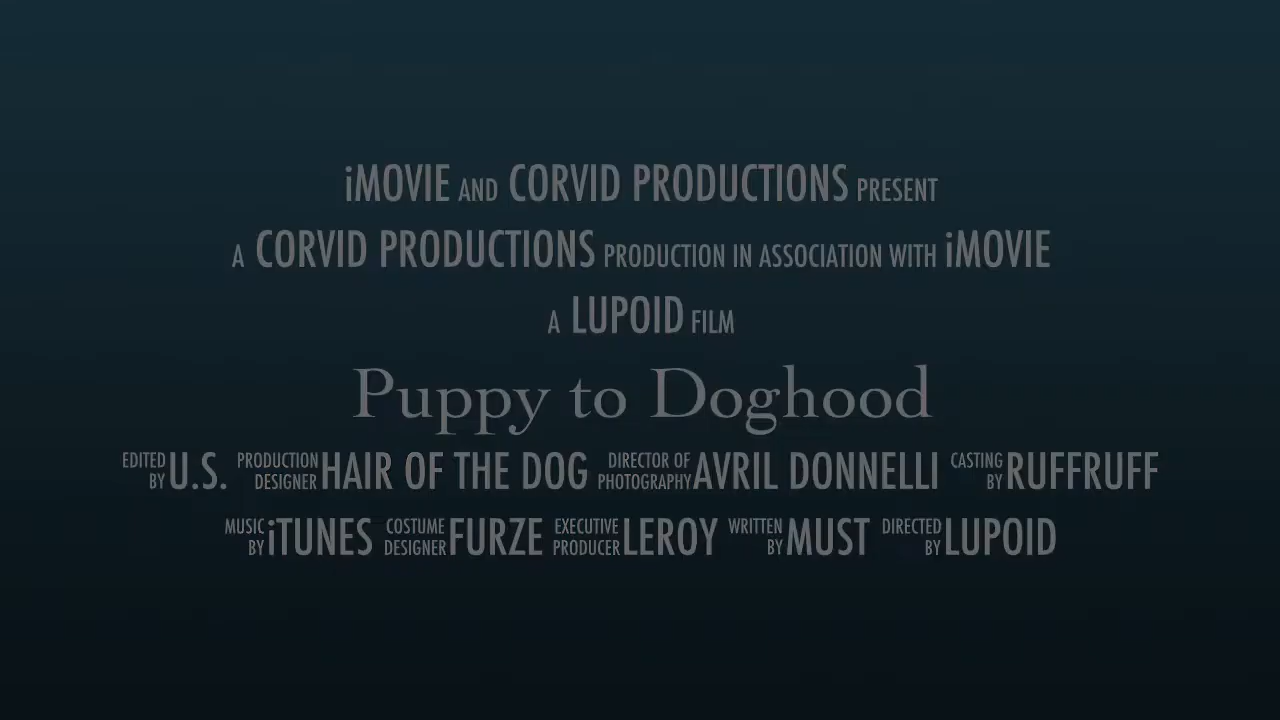 iMOVIE AND CORVID PRODUCTIONS PRESENT
A CORVID PRODUCTIONS PRODUCTION IN ASSOCIATION WITH iMOVIE
A LUPOID FILM
Puppy to Doghood
EDITED BY U.S. PRODUCTION DESIGNER HAIR OF THE DOG DIRECTOR OF PHOTOGRAPHY AVRIL DONNELLI CASTING BY RUFFRUFF
MUSIC BY iTUNES COSTUME DESIGNER FURZE EXECUTIVE PRODUCER LEROY WRITTEN BY MUST DIRECTED BY LUPOID